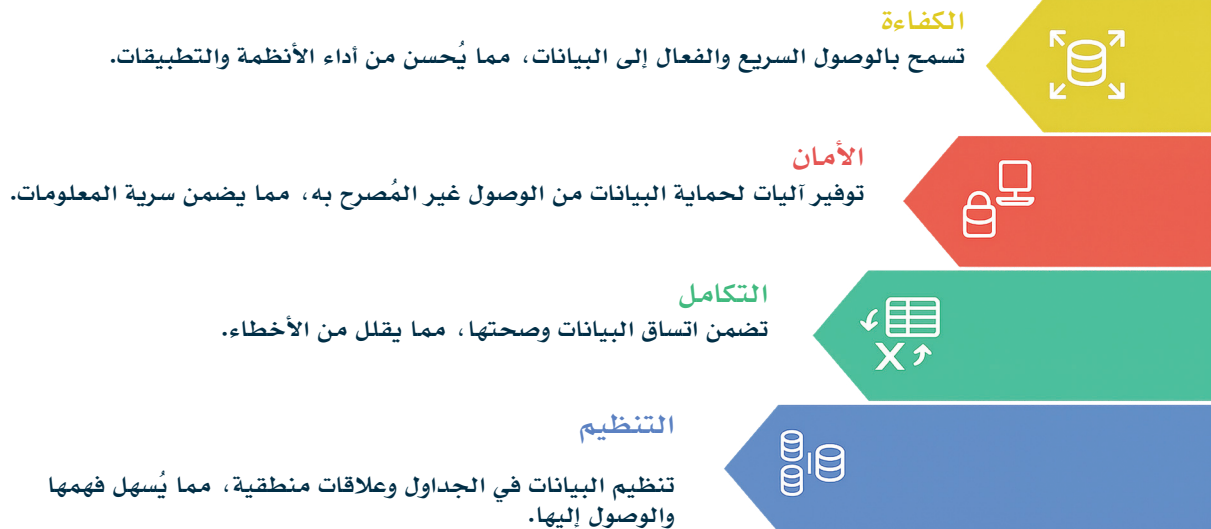 الكفاءة
تسمح بالوصول السريع والفعال إلى البيانات، مما يُحسن من أداء الأنظمة والتطبيقات.
الأمان
توفير آليات لحماية البيانات من الوصول غير المُصرح به، مما يضمن سرية المعلومات.
التكامل
تضمن اتساق البيانات وصحتها، مما يقلل من الأخطاء.
التنظيم
تنظيم البيانات في الجداول وعلاقات منطقية، مما يُسهل فهمها
والوصول إليها.